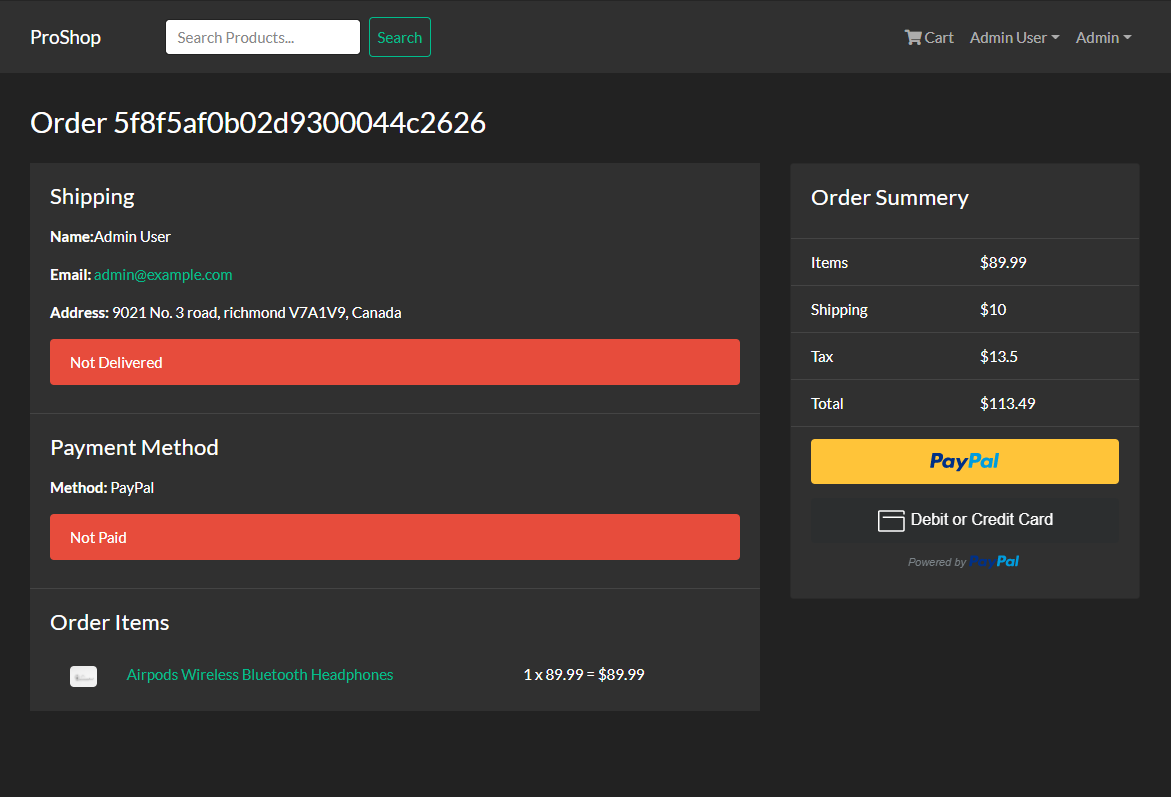 ProShop
Search Products...
Search
Cart
Admin User
Admin
Order 5f8f5af0b02d9300044c2626
Shipping
Name:Admin User
Email: admin@example.com
Address: 9021 No. 3 road, richmond V7A1V9, Canada
Not Delivered
Payment Method
Method: PayPal
Not Paid
Order Items
Airpods Wireless Bluetooth Headphones
1 x 89.99 = $89.99
Order Summery
Items $89.99
Shipping $10
Tax $13.5
Total $113.49
PayPal
Debit or Credit Card
Powered by PayPal